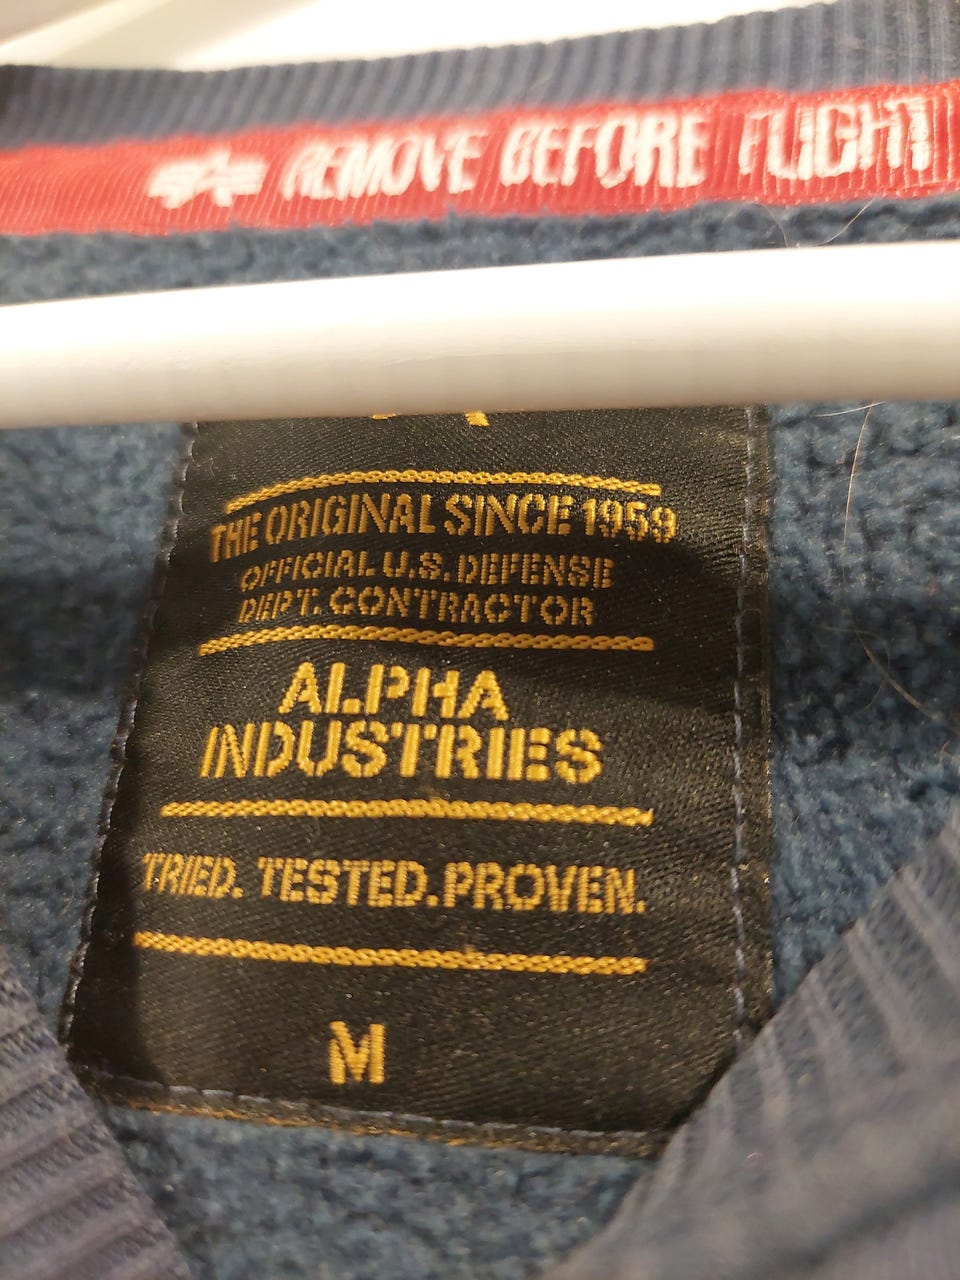 REMOVE BEFORE FLIGHT
THE ORIGINAL SINCE 1959
OFFICIAL U.S. DEFENSE
DEPT. CONTRACTOR
ALPHA
INDUSTRIES
TRIED. TESTED. PROVEN.
M